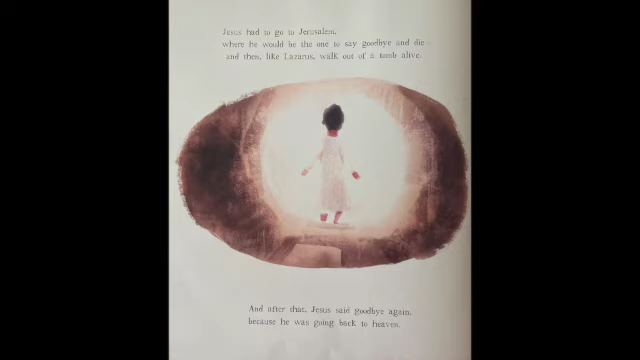 Jesus had to go to Jerusalem,
where he would be the one to say goodbye and die
and then, like Lazarus, walk out of a tomb alive.
And after that, Jesus said goodbye again,
because he was going back to heaven.